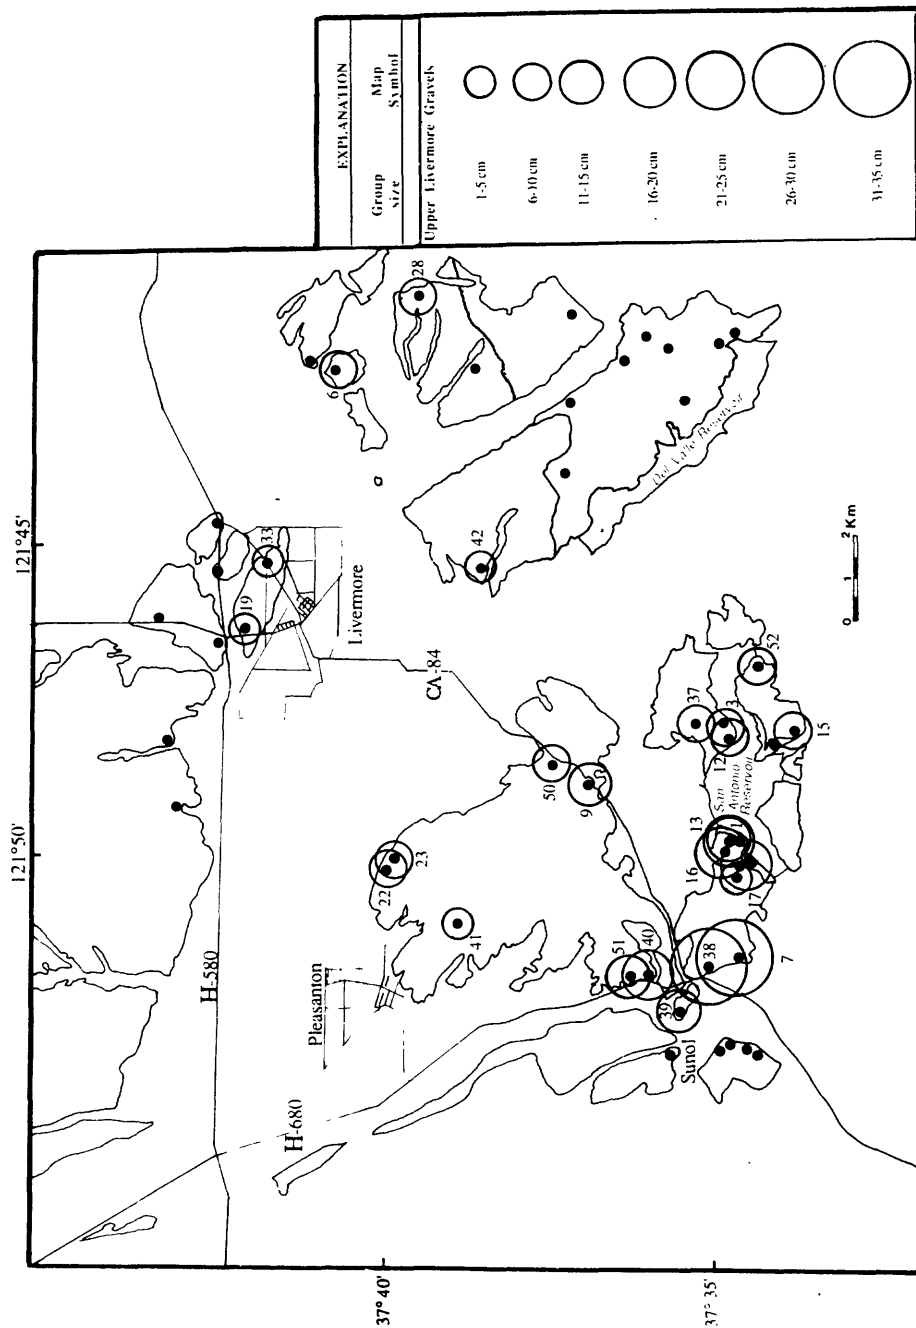 EXPLANATION
Group size
Map Symbol
Upper Livermore Gravels
1-5 cm
6-10 cm
11-15 cm
16-20 cm
21-25 cm
26-30 cm
31-35 cm
121°50'
121°45'
37° 40'
37° 35'
H-680
H-580
Pleasanton
Livermore
CA-84
Sunol
San Antonio Reservoir
Del Valle Reservoir
19
33
6
28
42
22
23
41
50
9
51
40
39
38
7
16
13
1
17
37
3
12
52
15
0 1 2 Km